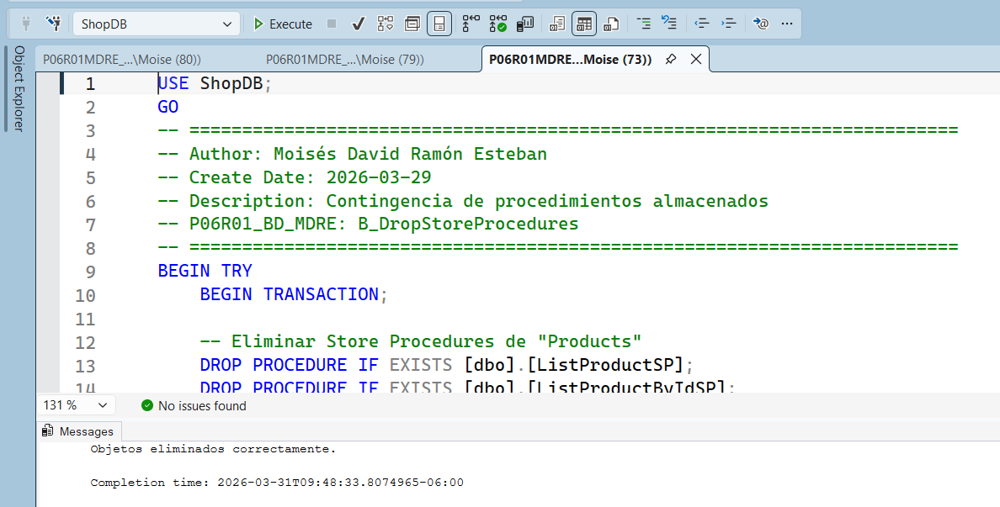 ShopDB
Execute
Object Explorer
P06R01MDRE_...\Moise (80))
P06R01MDRE_...\Moise (79))
P06R01MDRE...Moise (73))
1 USE ShopDB;
2 GO
3 -- =========================================================================
4 -- Author: Moisés David Ramón Esteban
5 -- Create Date: 2026-03-29
6 -- Description: Contingencia de procedimientos almacenados
7 -- P06R01_BD_MDRE: B_DropStoreProcedures
8 -- =========================================================================
9 BEGIN TRY
10 BEGIN TRANSACTION;
11
12 -- Eliminar Store Procedures de "Products"
13 DROP PROCEDURE IF EXISTS [dbo].[ListProductSP];
14 DROP PROCEDURE IF EXISTS [dbo].[ListProductByIdSP];
131 %
No issues found
Messages
Objetos eliminados correctamente.
Completion time: 2026-03-31T09:48:33.8074965-06:00